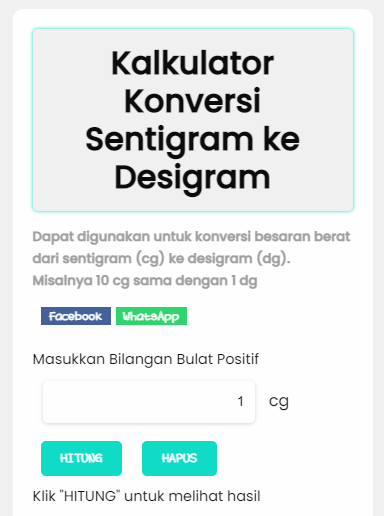 Kalkulator
Konversi
Sentigram ke
Desigram
Dapat digunakan untuk konversi besaran berat
dari sentigram (cg) ke desigram (dg).
Misalnya 10 cg sama dengan 1 dg
Facebook WhatsApp
Masukkan Bilangan Bulat Positif
1 cg
HITUNG HAPUS
Klik "HITUNG" untuk melihat hasil